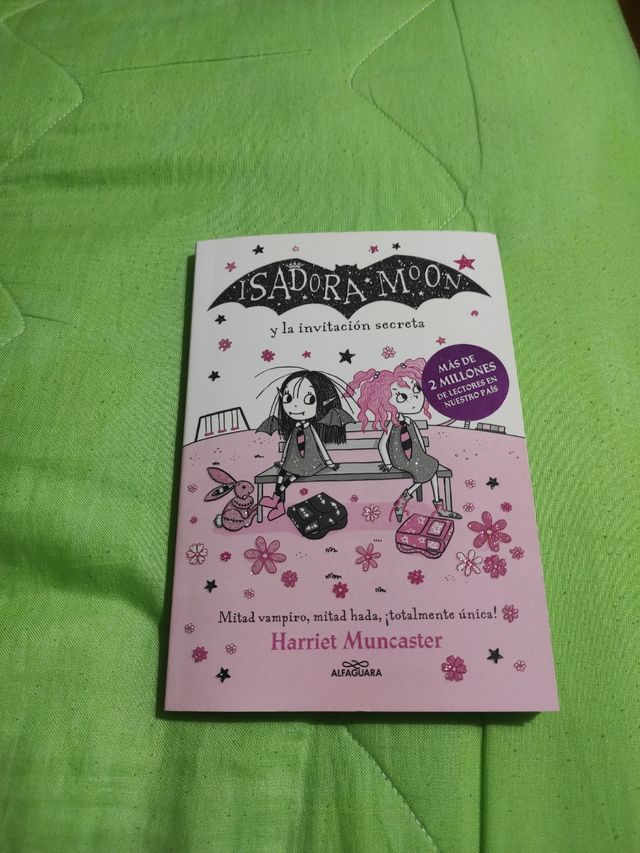 ISADORA MOON
y la invitación secreta
MÁS DE
2 MILLONES
DE LECTORES EN
NUESTRO PAÍS
Mitad vampiro, mitad hada, ¡totalmente única!
Harriet Muncaster
ALFAGUARA